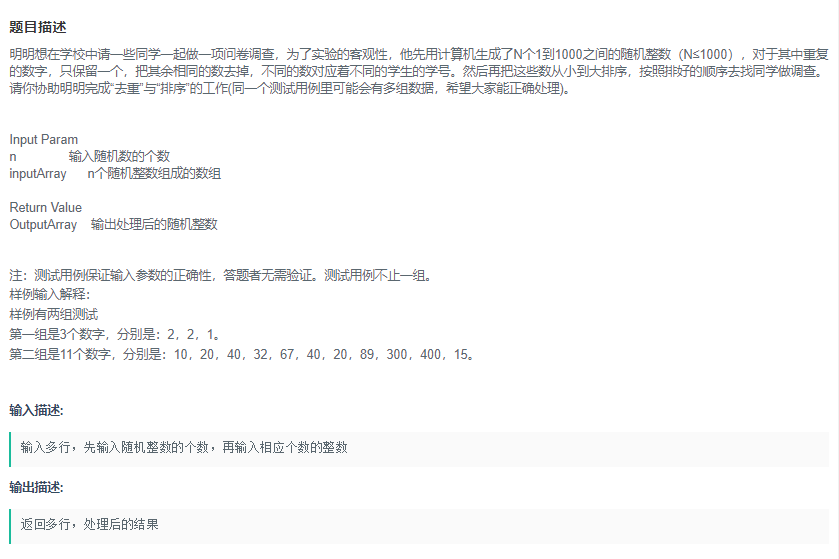 题目描述
明明想在学校中请一些同学一起做一项问卷调查，为了实验的客观性，他先用计算机生成了N个1到1000之间的随机整数（N≤1000），对于其中重复
的数字，只保留一个，把其余相同的数去掉，不同的数对应着不同的学生的学号。然后再把这些数从小到大排序，按照排好的顺序去找同学做调查。
请你协助明明完成“去重”与“排序”的工作(同一个测试用例里可能会有多组数据，希望大家能正确处理)。
Input Param
n 输入随机数的个数
inputArray n个随机整数组成的数组
Return Value
OutputArray 输出处理后的随机整数
注：测试用例保证输入参数的正确性，答题者无需验证。测试用例不止一组。
样例输入解释：
样例有两组测试
第一组是3个数字，分别是：2，2，1。
第二组是11个数字，分别是：10，20，40，32，67，40，20，89，300，400，15。
输入描述:
输入多行，先输入随机整数的个数，再输入相应个数的整数
输出描述:
返回多行，处理后的结果